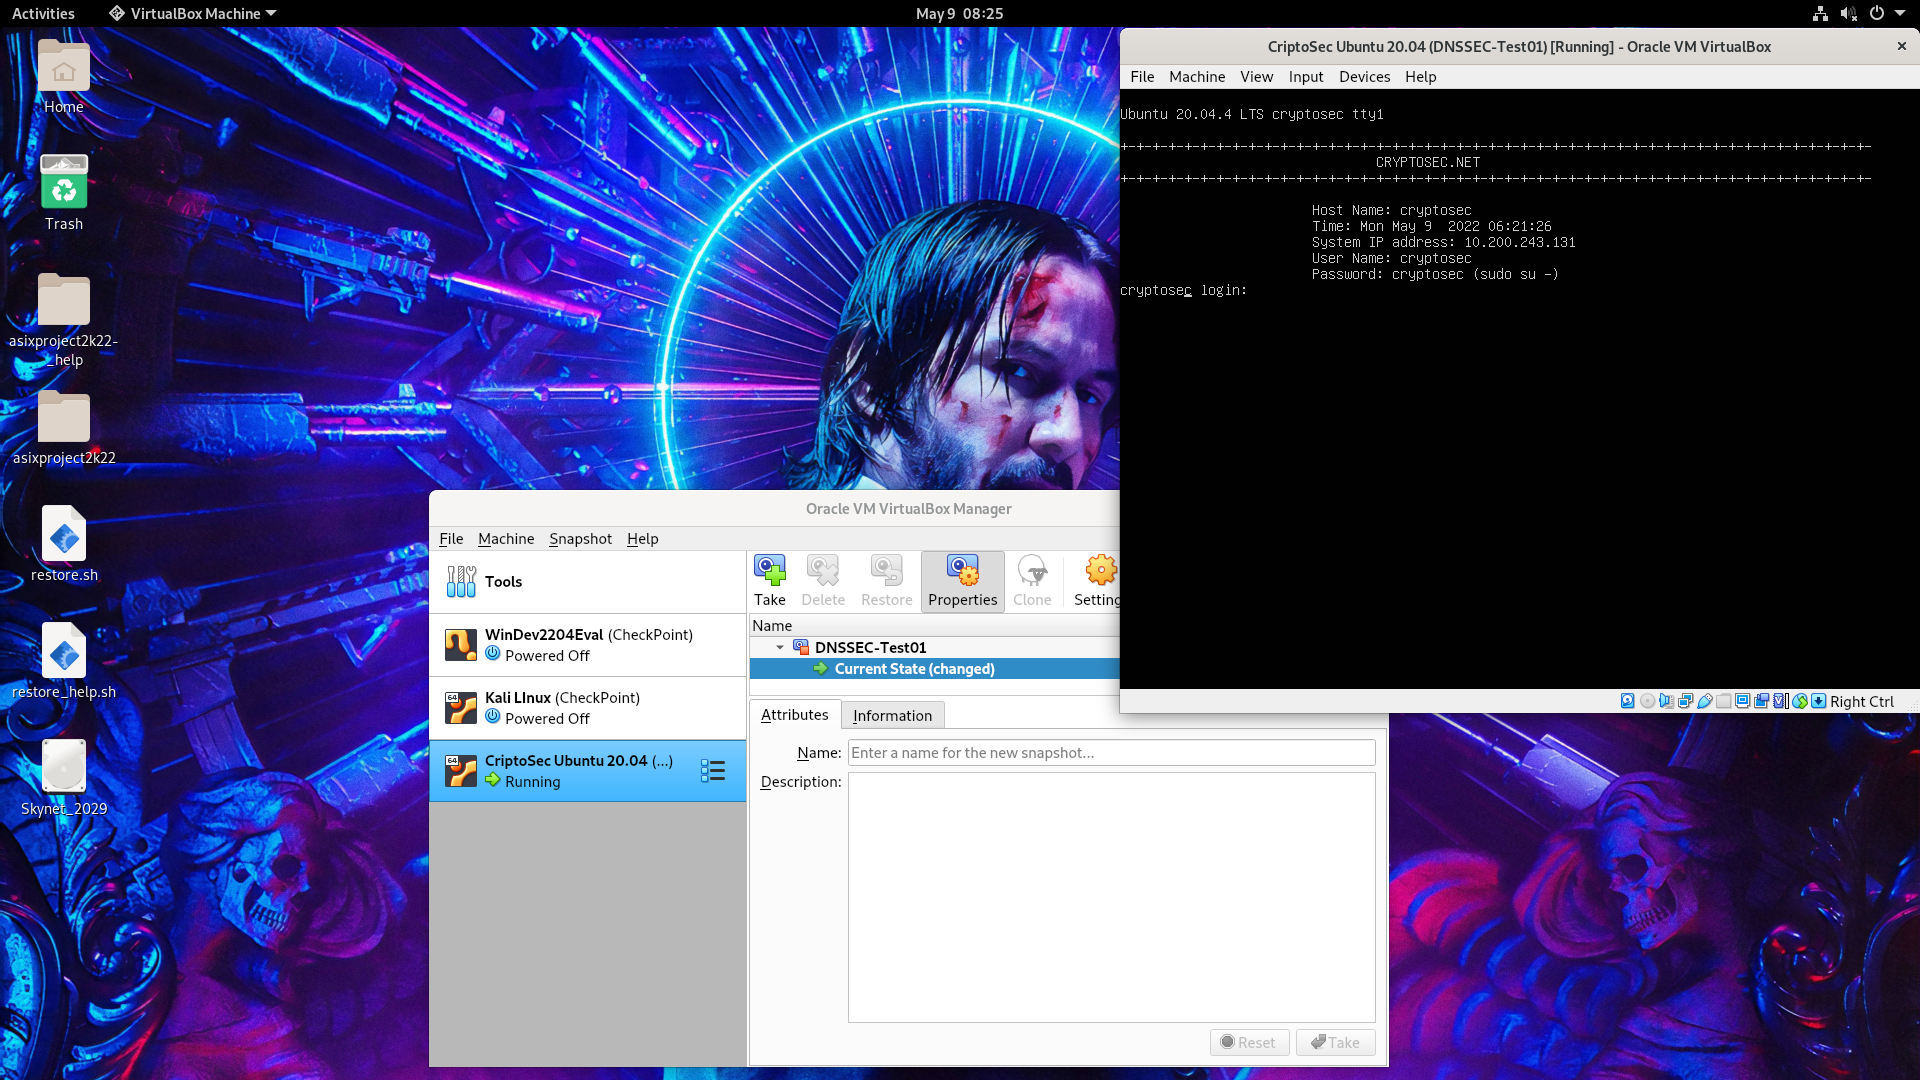 Activities
VirtualBox Machine
May 9 08:25
Home
Trash
asixproject2k22-
_help
asixproject2k22
restore.sh
restore_help.sh
Skynet_2029
CriptoSec Ubuntu 20.04 (DNSSEC-Test01) [Running] - Oracle VM VirtualBox
File Machine View Input Devices Help
Ubuntu 20.04.4 LTS cryptosec tty1
+-+-+-+-+-+-+-+-+-+-+-+-+-+-+-+-+-+-+-+-+-+-+-+-+-+-+-+-+-+-+-+-+-+-+-+-+-+-+-+-+-+-+-+-+-+-+-
CRYPTOSEC.NET
+-+-+-+-+-+-+-+-+-+-+-+-+-+-+-+-+-+-+-+-+-+-+-+-+-+-+-+-+-+-+-+-+-+-+-+-+-+-+-+-+-+-+-+-+-+-+-
Host Name: cryptosec
Time: Mon May 9  2022 06:21:26
System IP address: 10.200.243.131
User Name: cryptosec
Password: cryptosec (sudo su -)
cryptosec login:
Right Ctrl
Oracle VM VirtualBox Manager
File Machine Snapshot Help
Tools
WinDev2204Eval (CheckPoint)
Powered Off
Kali LInux (CheckPoint)
Powered Off
64
CriptoSec Ubuntu 20.04 (...)
Running
64
Take Delete Restore Properties Clone Setting
Name
DNSSEC-Test01
Current State (changed)
Attributes Information
Name: Enter a name for the new snapshot...
Description:
Reset Take